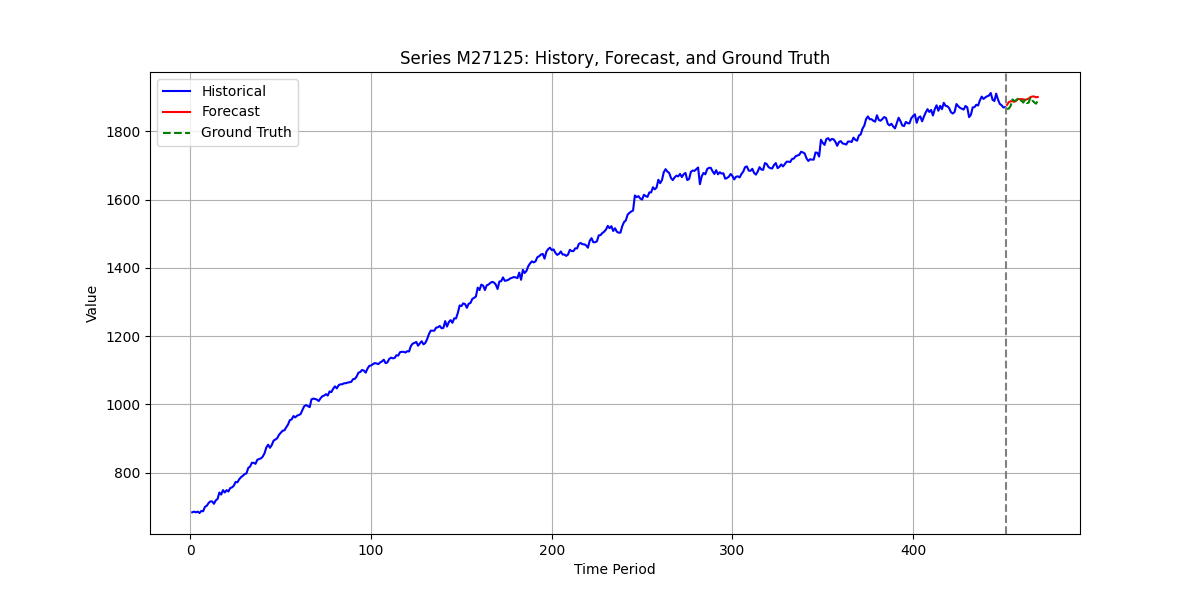 Series M27125: History, Forecast, and Ground Truth
Historical
Forecast
Ground Truth
1800
1600
1400
1200
1000
800
Value
0 100 200 300 400
Time Period